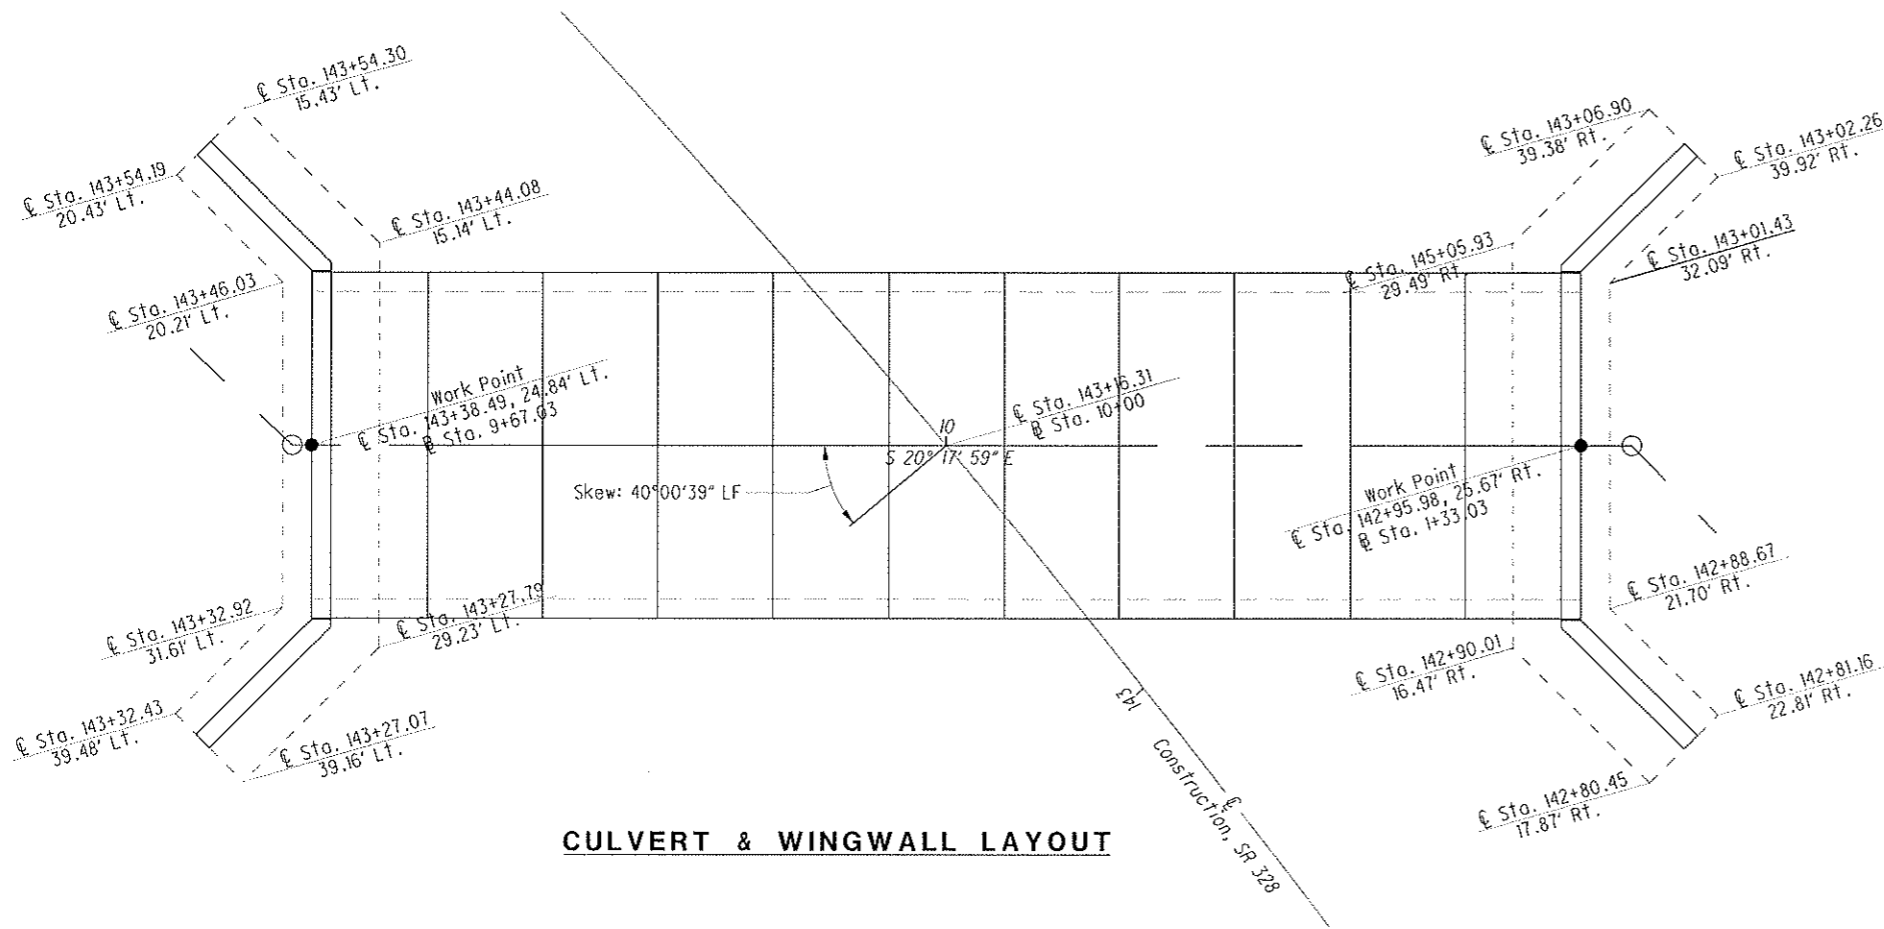 ℄ Sta. 143+54.30
15.43' Lt.
℄ Sta. 143+54.19
20.43' Lt.
℄ Sta. 143+44.08
15.14' Lt.
℄ Sta. 143+46.03
20.21' Lt.
Work Point
℄ Sta. 143+38.49, 24.84' Lt.
B̵ Sta. 9+67.03
℄ Sta. 143+06.90
39.38' Rt.
℄ Sta. 143+02.26
39.92' Rt.
℄ Sta. 145+05.93
29.49' Rt.
℄ Sta. 143+01.43
32.09' Rt.
10
℄ Sta. 143+16.31
B̵ Sta. 10+00
S 20° 17' 59" E
Skew: 40°00'39" LF
Work Point
℄ Sta. 142+95.98, 25.67' Rt.
B̵ Sta. 1+33.03
℄ Sta. 143+32.92
31.61' Lt.
℄ Sta. 143+27.79
29.23' Lt.
℄ Sta. 143+32.43
39.48' Lt.
℄ Sta. 143+27.07
39.16' Lt.
℄ Sta. 142+88.67
21.70' Rt.
℄ Sta. 142+90.01
16.47' Rt.
℄ Sta. 142+81.16
22.81' Rt.
℄ Sta. 142+80.45
17.87' Rt.
143
℄
Construction, SR 328
CULVERT & WINGWALL LAYOUT